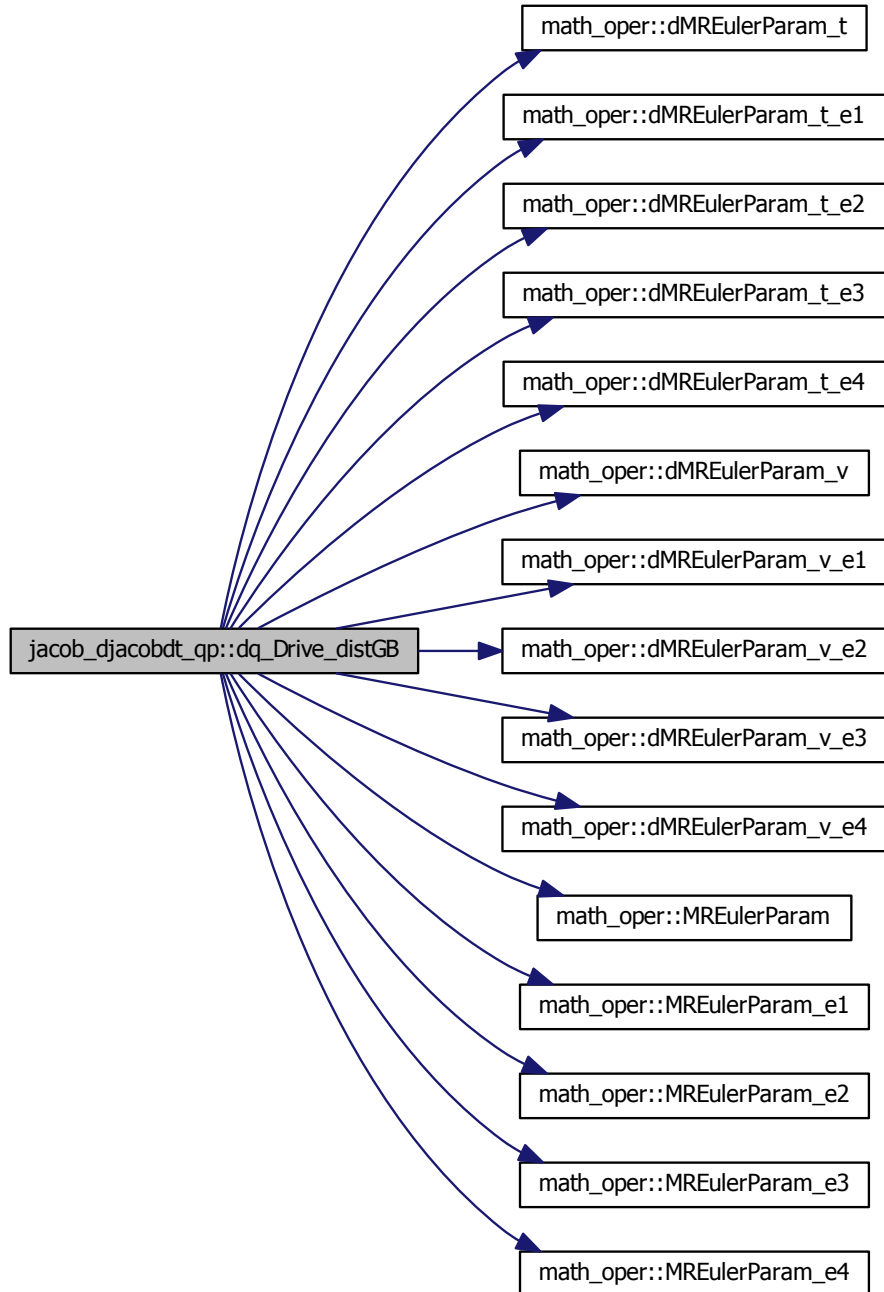 math_oper::dMREulerParam_t
math_oper::dMREulerParam_t_e1
math_oper::dMREulerParam_t_e2
math_oper::dMREulerParam_t_e3
math_oper::dMREulerParam_t_e4
math_oper::dMREulerParam_v
math_oper::dMREulerParam_v_e1
jacob_djacobdt_qp::dq_Drive_distGB
math_oper::dMREulerParam_v_e2
math_oper::dMREulerParam_v_e3
math_oper::dMREulerParam_v_e4
math_oper::MREulerParam
math_oper::MREulerParam_e1
math_oper::MREulerParam_e2
math_oper::MREulerParam_e3
math_oper::MREulerParam_e4